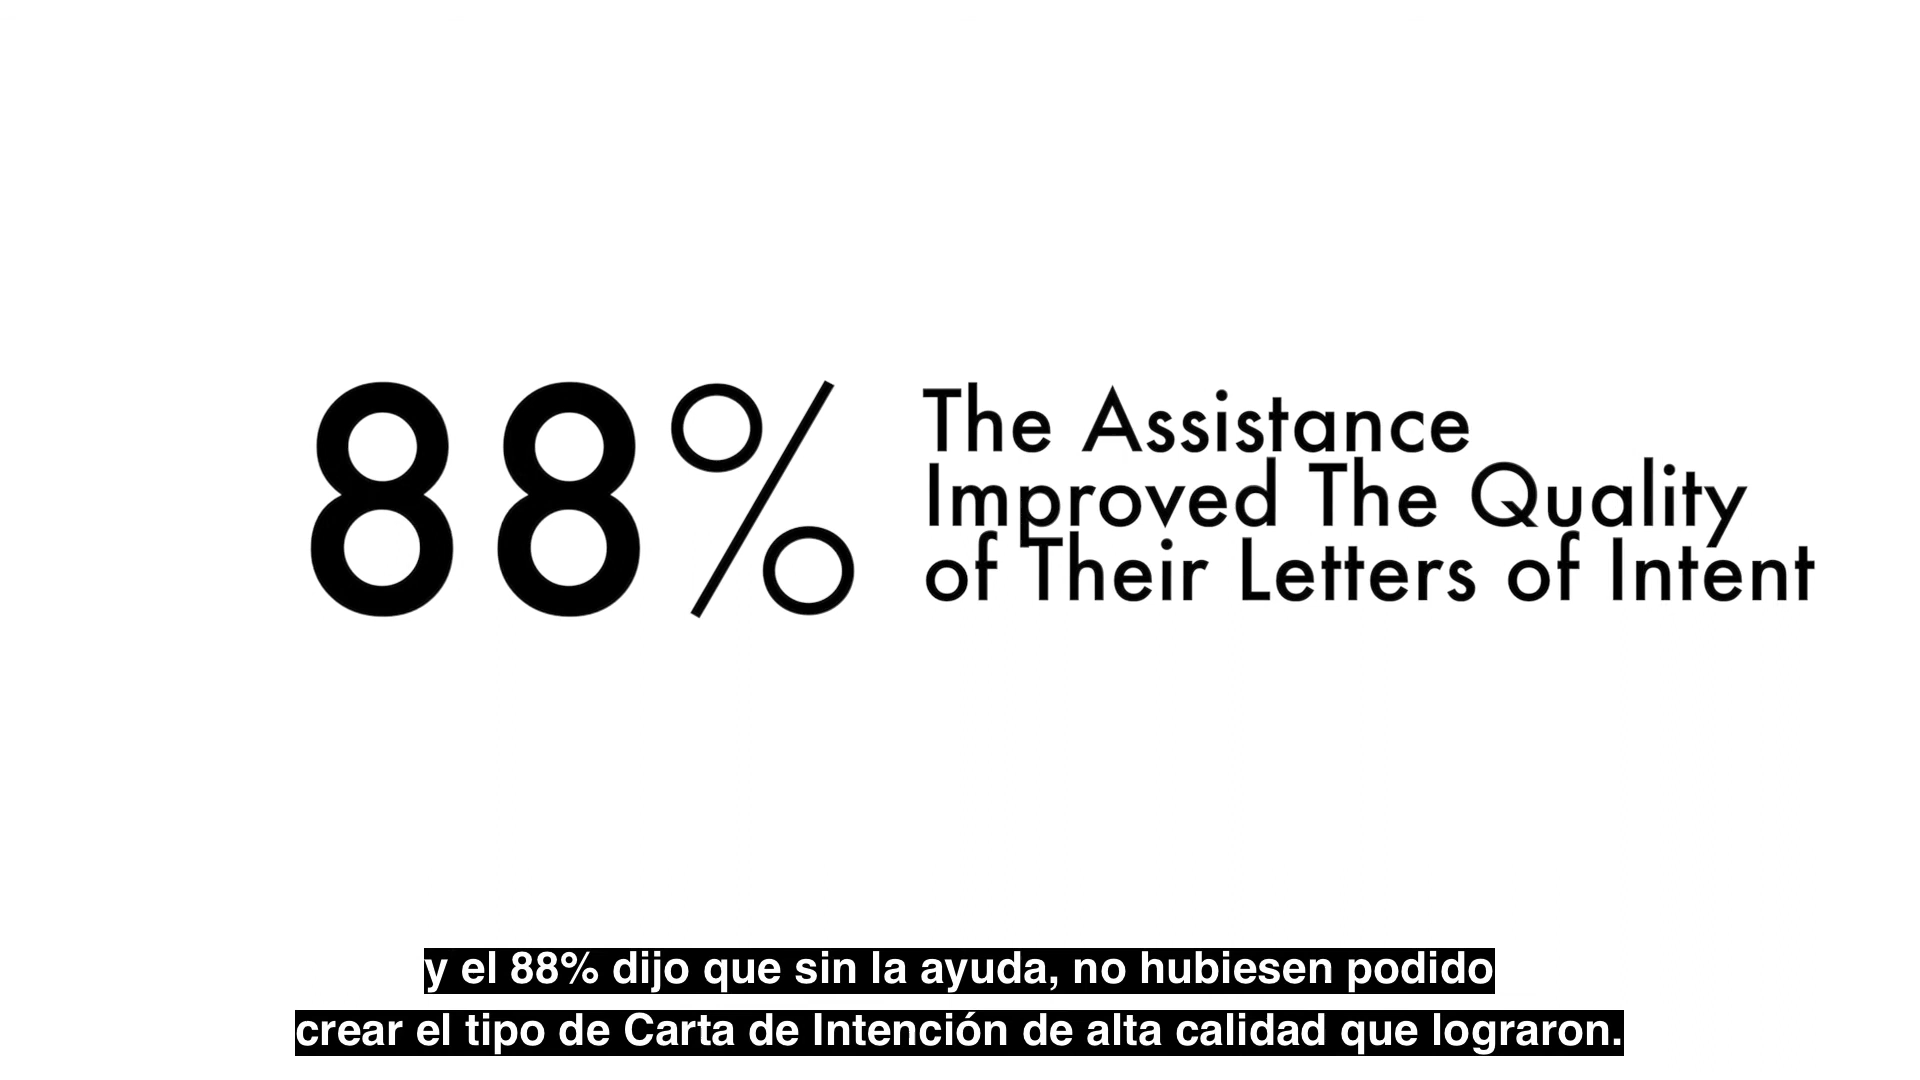 88%
The Assistance
Improved The Quality
of Their Letters of Intent
y el 88% dijo que sin la ayuda, no hubiesen podido
crear el tipo de Carta de Intención de alta calidad que lograron.